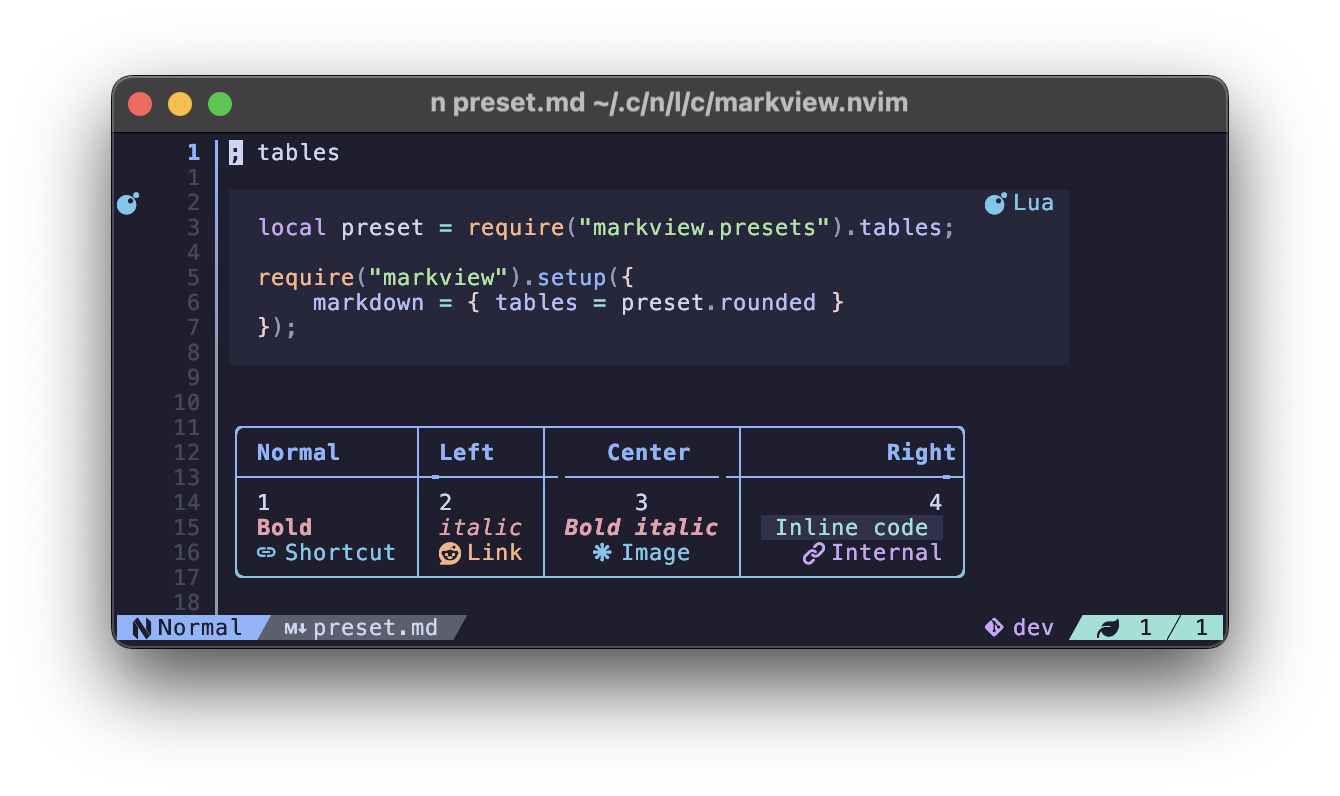 n preset.md ~/.c/n/l/c/markview.nvim
1 ; tables
1
2 Lua
3 local preset = require("markview.presets").tables;
4
5 require("markview").setup({
6 markdown = { tables = preset.rounded }
7 });
8
9
10
11
12 Normal Left Center Right
13
14 1 2 3 4
15 Bold italic Bold italic Inline code
16 Shortcut Link Image Internal
17
18
Normal M↓ preset.md dev 1 / 1